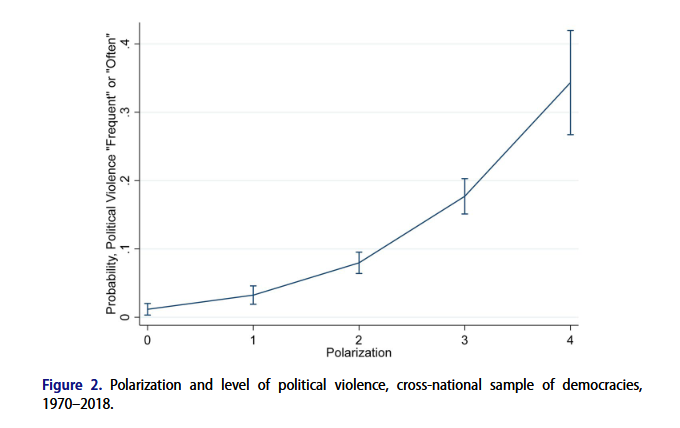 Probability, Political Violence "Frequent" or "Often"
.4
.3
.2
.1
0
0 1 2 3 4
Polarization
Figure 2. Polarization and level of political violence, cross-national sample of democracies,
1970–2018.